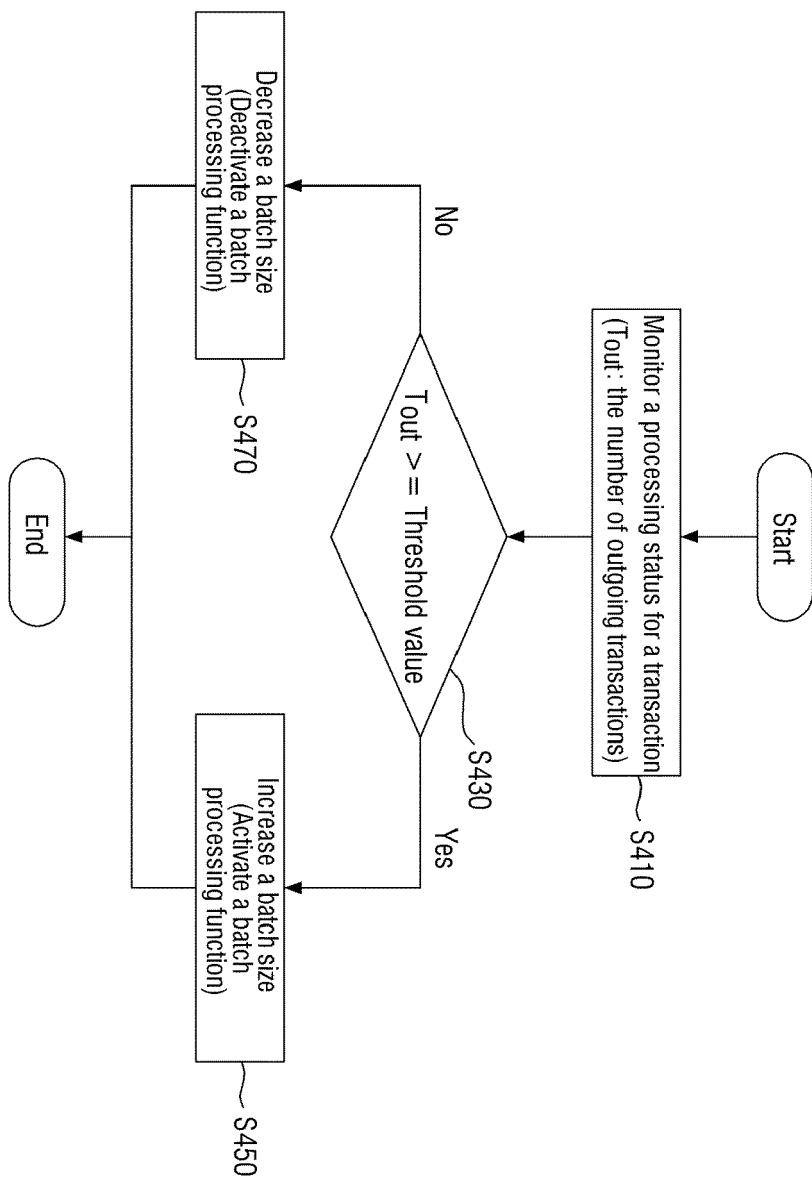 Start
Monitor a processing status for a transaction
(Tout: the number of outgoing transactions)
S410
Tout >= Threshold value
S430
No
Yes
Decrease a batch size
(Deactivate a batch
processing function)
S470
Increase a batch size
(Activate a batch
processing function)
S450
End